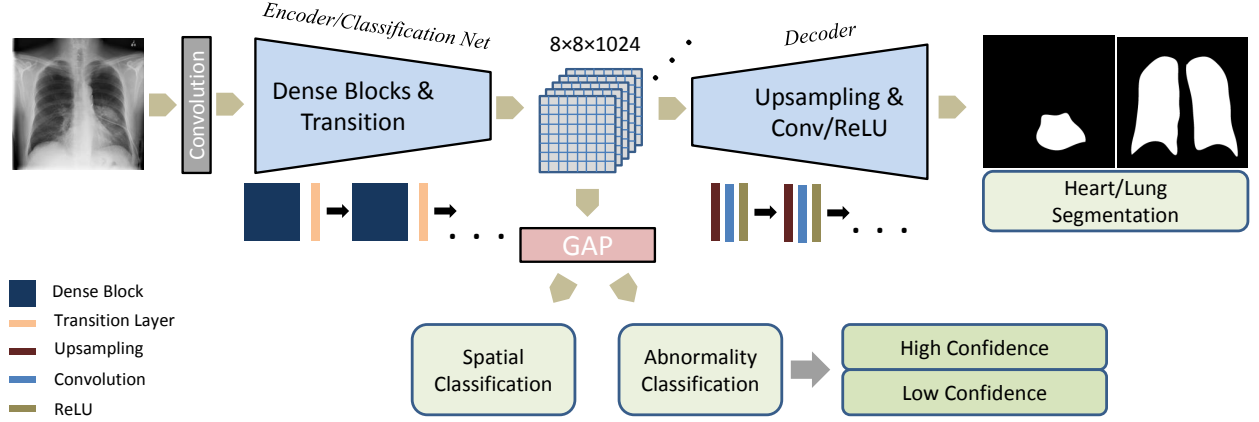 Encoder/Classification Net
8×8×1024
Decoder
Convolution
Dense Blocks &
Transition
Upsampling &
Conv/ReLU
Heart/Lung
Segmentation
GAP
Dense Block
Transition Layer
Upsampling
Convolution
ReLU
Spatial
Classification
Abnormality
Classification
High Confidence
Low Confidence